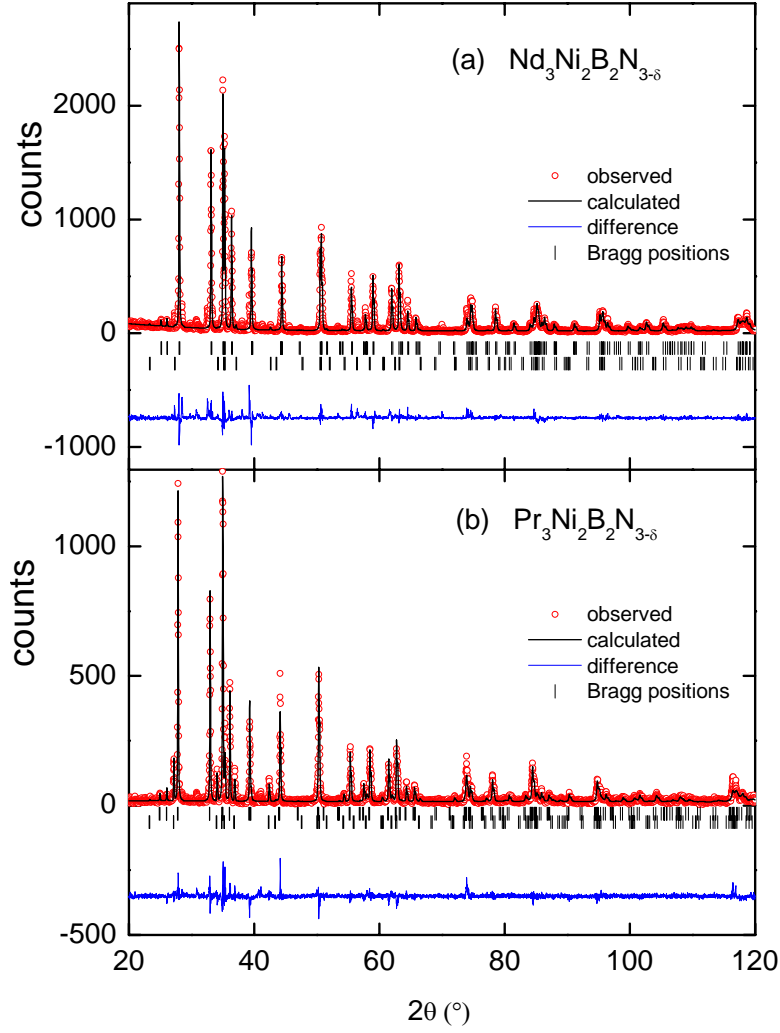 (a) Nd₃Ni₂B₂N₃₋δ
2000
1000
0
-1000
counts
observed
calculated
difference
Bragg positions
(b) Pr₃Ni₂B₂N₃₋δ
1000
500
0
-500
counts
observed
calculated
difference
Bragg positions
20 40 60 80 100 120
2θ (°)